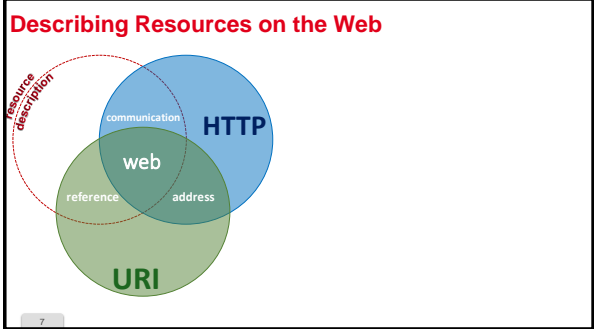 Describing Resources on the Web
resource
description
communication
HTTP
web
reference
address
URI
7